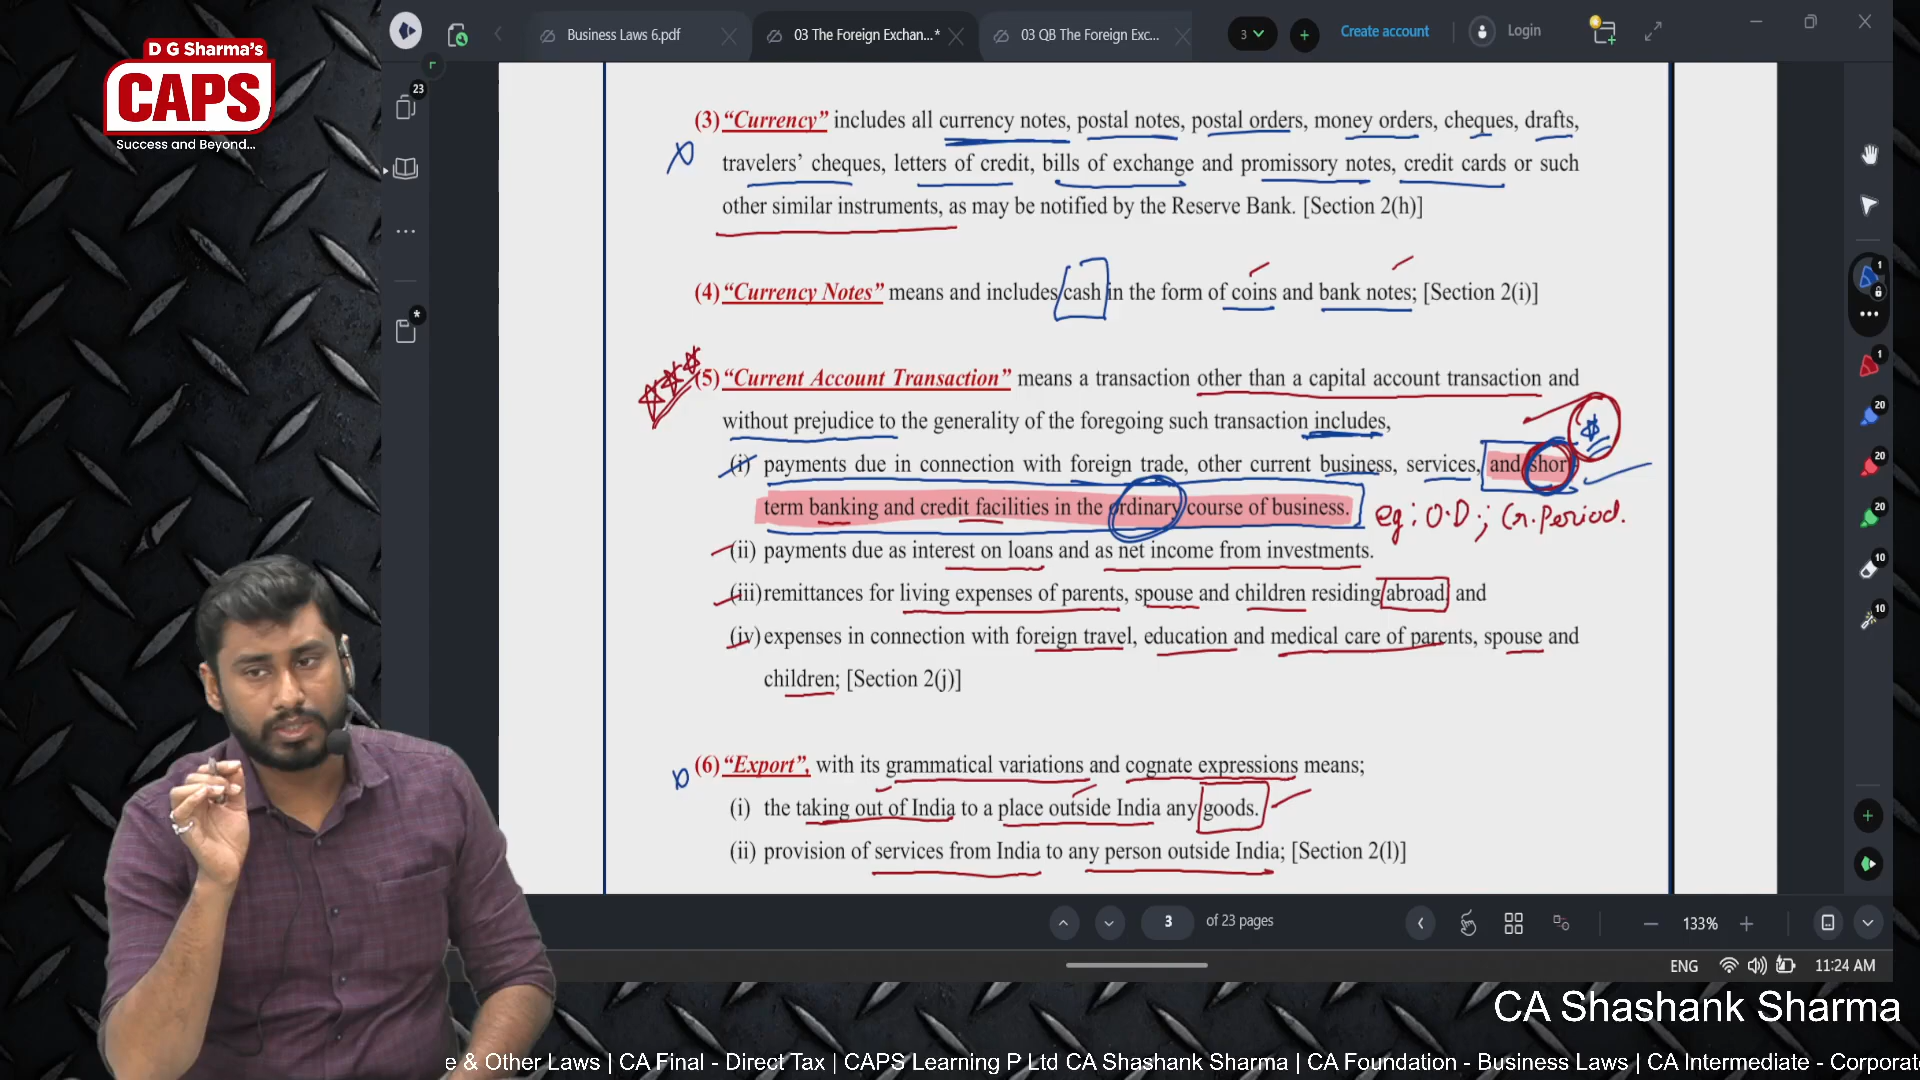 D G Sharma's
CAPS
Success and Beyond...
Business Laws 6.pdf
03 The Foreign Exchan...*
03 QB The Foreign Exc...
3
Create account
Login
23
(3) “Currency” includes all currency notes, postal notes, postal orders, money orders, cheques, drafts,
travelers’ cheques, letters of credit, bills of exchange and promissory notes, credit cards or such
other similar instruments, as may be notified by the Reserve Bank. [Section 2(h)]
(4) “Currency Notes” means and includes cash in the form of coins and bank notes; [Section 2(i)]
(5) “Current Account Transaction” means a transaction other than a capital account transaction and
without prejudice to the generality of the foregoing such transaction includes,
(i) payments due in connection with foreign trade, other current business, services, and short
term banking and credit facilities in the ordinary course of business.
eg: O.D.; Cr. Period.
(ii) payments due as interest on loans and as net income from investments.
(iii) remittances for living expenses of parents, spouse and children residing abroad and
(iv) expenses in connection with foreign travel, education and medical care of parents, spouse and
children; [Section 2(j)]
(6) “Export”, with its grammatical variations and cognate expressions means;
(i) the taking out of India to a place outside India any goods.
(ii) provision of services from India to any person outside India; [Section 2(l)]
1
1
20
20
20
10
10
3
of 23 pages
133%
ENG
11:24 AM
CA Shashank Sharma
e & Other Laws | CA Final - Direct Tax | CAPS Learning P Ltd CA Shashank Sharma | CA Foundation - Business Laws | CA Intermediate - Corporat